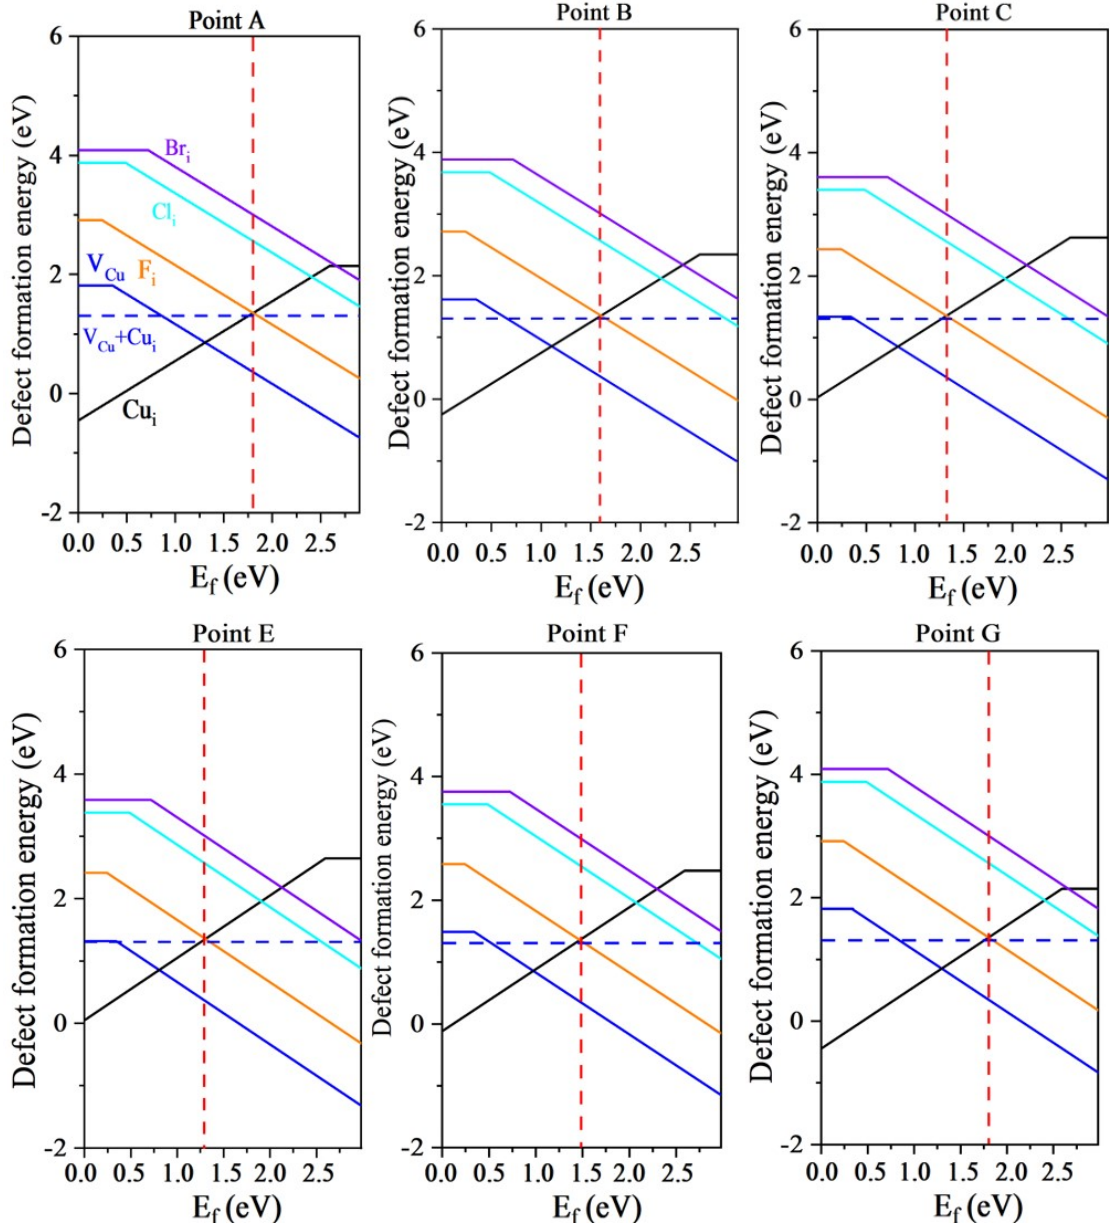 Point A
6
4
2
0
-2
Defect formation energy (eV)
Br_i
Cl_i
V_Cu
F_i
V_Cu+Cu_i
Cu_i
0.0 0.5 1.0 1.5 2.0 2.5
E_f (eV)
Point B
6
4
2
0
-2
Defect formation energy (eV)
0.0 0.5 1.0 1.5 2.0 2.5
E_f (eV)
Point C
6
4
2
0
-2
Defect formation energy (eV)
0.0 0.5 1.0 1.5 2.0 2.5
E_f (eV)
Point E
6
4
2
0
-2
Defect formation energy (eV)
0.0 0.5 1.0 1.5 2.0 2.5
E_f (eV)
Point F
6
4
2
0
-2
Defect formation energy (eV)
0.0 0.5 1.0 1.5 2.0 2.5
E_f (eV)
Point G
6
4
2
0
-2
Defect formation energy (eV)
0.0 0.5 1.0 1.5 2.0 2.5
E_f (eV)